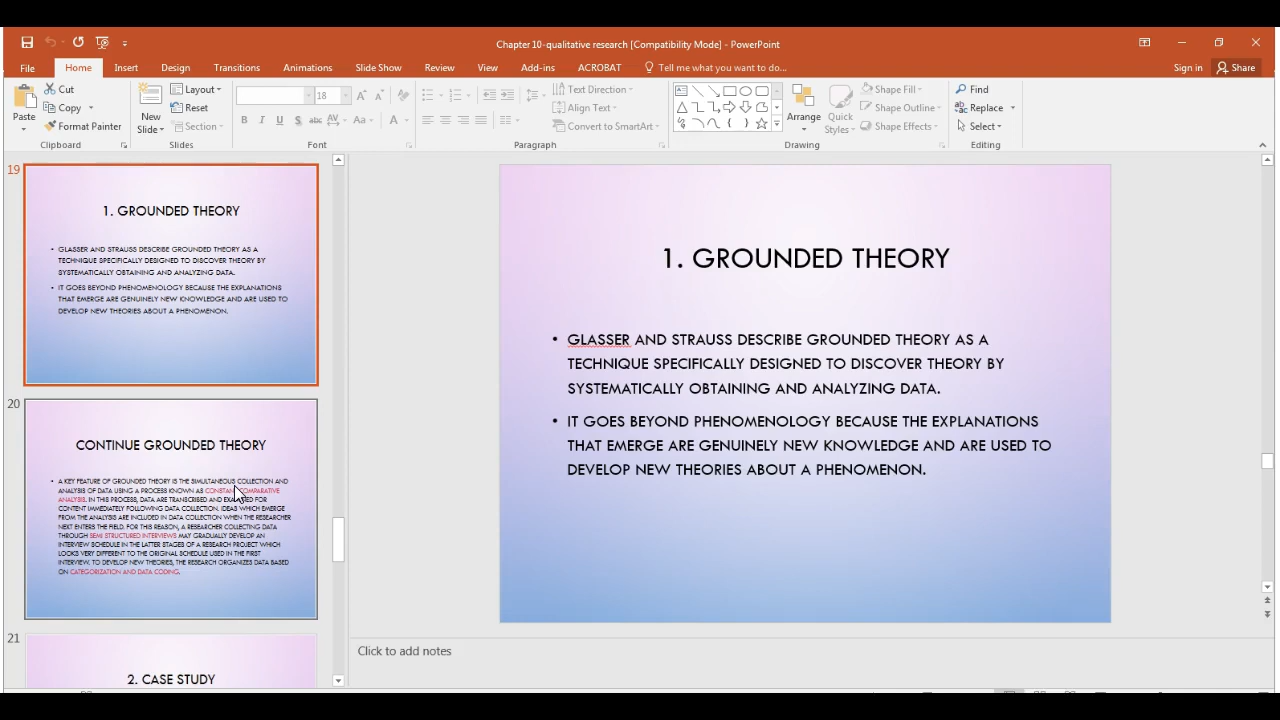 Chapter 10-qualitative research [Compatibility Mode] - PowerPoint
File Home Insert Design Transitions Animations Slide Show Review View Add-ins ACROBAT Tell me what you want to do... Sign in Share
Paste
Cut
Copy
Format Painter
Clipboard
New
Slide
Layout
Reset
Section
Slides
18
B I U S abc AV Aa A
Font
Text Direction
Align Text
Convert to SmartArt
Paragraph
Arrange
Quick
Styles
Shape Fill
Shape Outline
Shape Effects
Drawing
Find
Replace
Select
Editing
19
1. GROUNDED THEORY
• GLASSER AND STRAUSS DESCRIBE GROUNDED THEORY AS A
TECHNIQUE SPECIFICALLY DESIGNED TO DISCOVER THEORY BY
SYSTEMATICALLY OBTAINING AND ANALYZING DATA.
• IT GOES BEYOND PHENOMENOLOGY BECAUSE THE EXPLANATIONS
THAT EMERGE ARE GENUINELY NEW KNOWLEDGE AND ARE USED TO
DEVELOP NEW THEORIES ABOUT A PHENOMENON.
20
CONTINUE GROUNDED THEORY
• A KEY FEATURE OF GROUNDED THEORY IS THE SIMULTANEOUS COLLECTION AND
ANALYSIS OF DATA USING A PROCESS KNOWN AS CONSTANT COMPARATIVE
ANALYSIS. IN THIS PROCESS, DATA ARE TRANSCRIBED AND EXAMINED FOR
CONTENT IMMEDIATELY FOLLOWING DATA COLLECTION. IDEAS WHICH EMERGE
FROM THE ANALYSIS ARE INCLUDED IN DATA COLLECTION WHEN THE RESEARCHER
NEXT ENTERS THE FIELD. FOR THIS REASON, A RESEARCHER COLLECTING DATA
THROUGH SEMI STRUCTURED INTERVIEWS MAY GRADUALLY DEVELOP AN
INTERVIEW SCHEDULE IN THE LATTER STAGES OF A RESEARCH PROJECT WHICH
LOOKS VERY DIFFERENT TO THE ORIGINAL SCHEDULE USED IN THE FIRST
INTERVIEW. TO DEVELOP NEW THEORIES, THE RESEARCH ORGANIZES DATA BASED
ON CATEGORIZATION AND DATA CODING.
21
2. CASE STUDY
1. GROUNDED THEORY
• GLASSER AND STRAUSS DESCRIBE GROUNDED THEORY AS A
TECHNIQUE SPECIFICALLY DESIGNED TO DISCOVER THEORY BY
SYSTEMATICALLY OBTAINING AND ANALYZING DATA.
• IT GOES BEYOND PHENOMENOLOGY BECAUSE THE EXPLANATIONS
THAT EMERGE ARE GENUINELY NEW KNOWLEDGE AND ARE USED TO
DEVELOP NEW THEORIES ABOUT A PHENOMENON.
Click to add notes